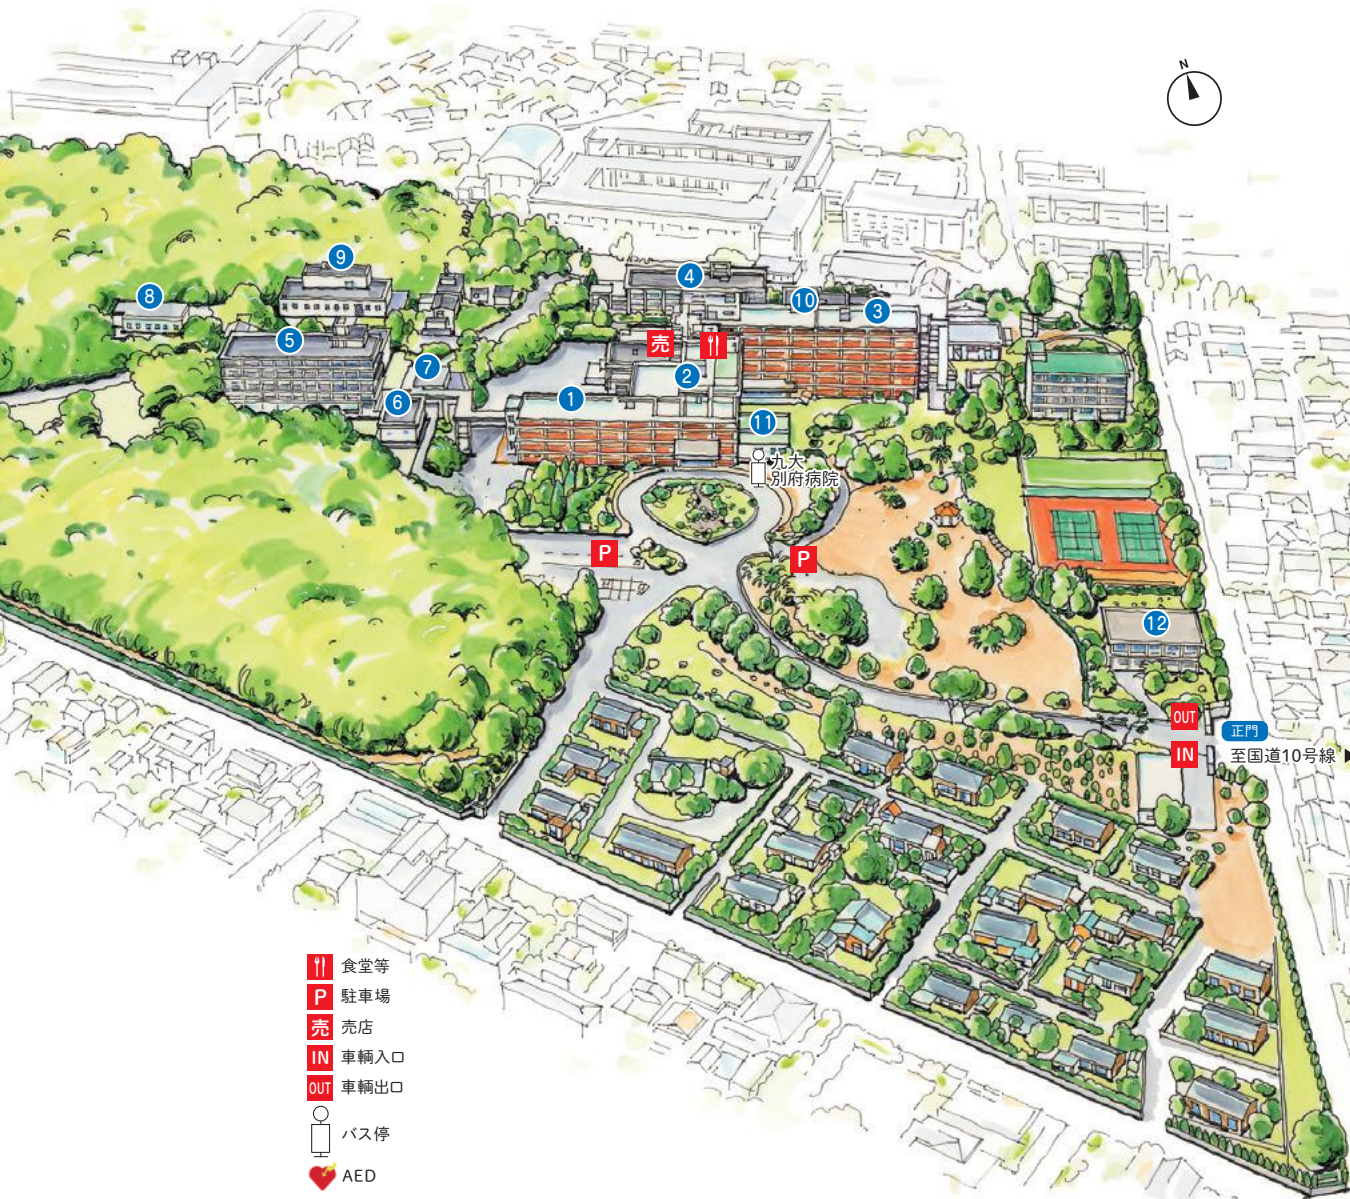 N
9
8
4
10
3
5
売
7
2
1
6
11
九大
別府病院
P
P
12
OUT
正門
IN
至国道10号線
食堂等
P 駐車場
売 売店
IN 車輌入口
OUT 車輌出口
バス停
AED